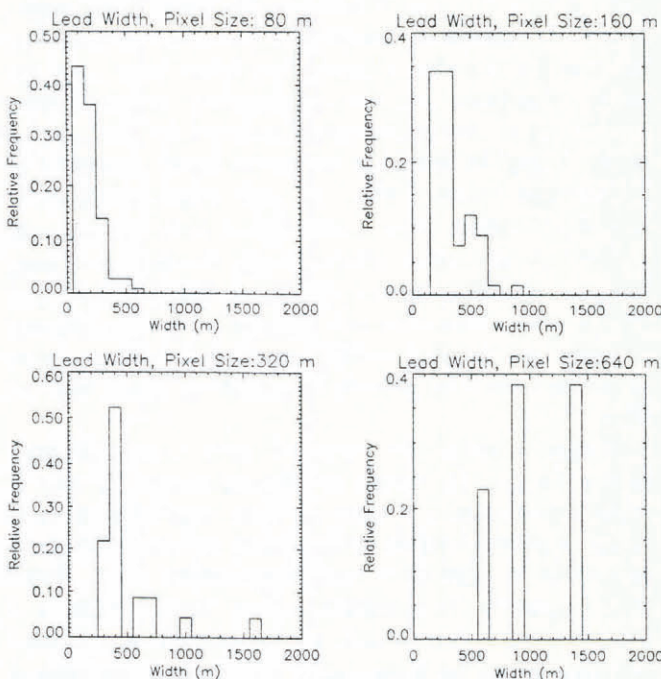 Lead Width, Pixel Size: 80 m
0.50
0.40
0.30
0.20
0.10
0.00
Relative Frequency
0 500 1000 1500 2000
Width (m)
Lead Width, Pixel Size:160 m
0.4
0.2
0.0
Relative Frequency
0 500 1000 1500 2000
Width (m)
Lead Width, Pixel Size:320 m
0.60
0.50
0.40
0.30
0.20
0.10
0.00
Relative Frequency
0 500 1000 1500 2000
Width (m)
Lead Width, Pixel Size:640 m
0.4
0.2
0.0
Relative Frequency
0 500 1000 1500 2000
Width (m)